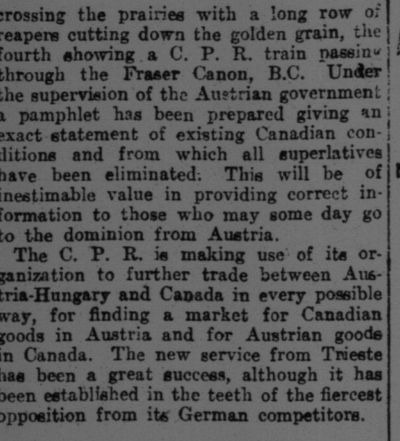 crossing the prairies with a long row of
reapers cutting down the golden grain, the
fourth showing a C. P. R. train passing
through the Fraser Canon, B.C. Under
the supervision of the Austrian government
a pamphlet has been prepared giving an
exact statement of existing Canadian con-
ditions and from which all superlatives
have been eliminated. This will be of
inestimable value in providing correct in-
formation to those who may some day go
to the dominion from Austria.
The C. P. R. is making use of its or-
ganization to further trade between Aus-
tria-Hungary and Canada in every possible
way, for finding a market for Canadian
goods in Austria and for Austrian goods
in Canada. The new service from Trieste
has been a great success, although it has
been established in the teeth of the fiercest
opposition from its German competitors.